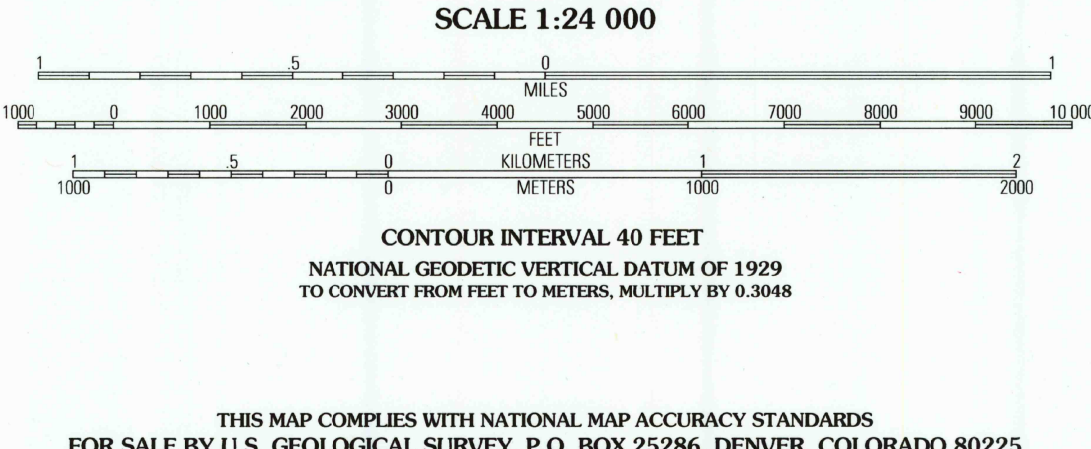 SCALE 1:24 000
1 .5 0 1
MILES
1000 0 1000 2000 3000 4000 5000 6000 7000 8000 9000 10 000
FEET
1 .5 0 KILOMETERS 1 2
1000 0 METERS 1000 2000
CONTOUR INTERVAL 40 FEET
NATIONAL GEODETIC VERTICAL DATUM OF 1929
TO CONVERT FROM FEET TO METERS, MULTIPLY BY 0.3048
THIS MAP COMPLIES WITH NATIONAL MAP ACCURACY STANDARDS
FOR SALE BY U.S. GEOLOGICAL SURVEY, P.O. BOX 25286, DENVER, COLORADO 80225